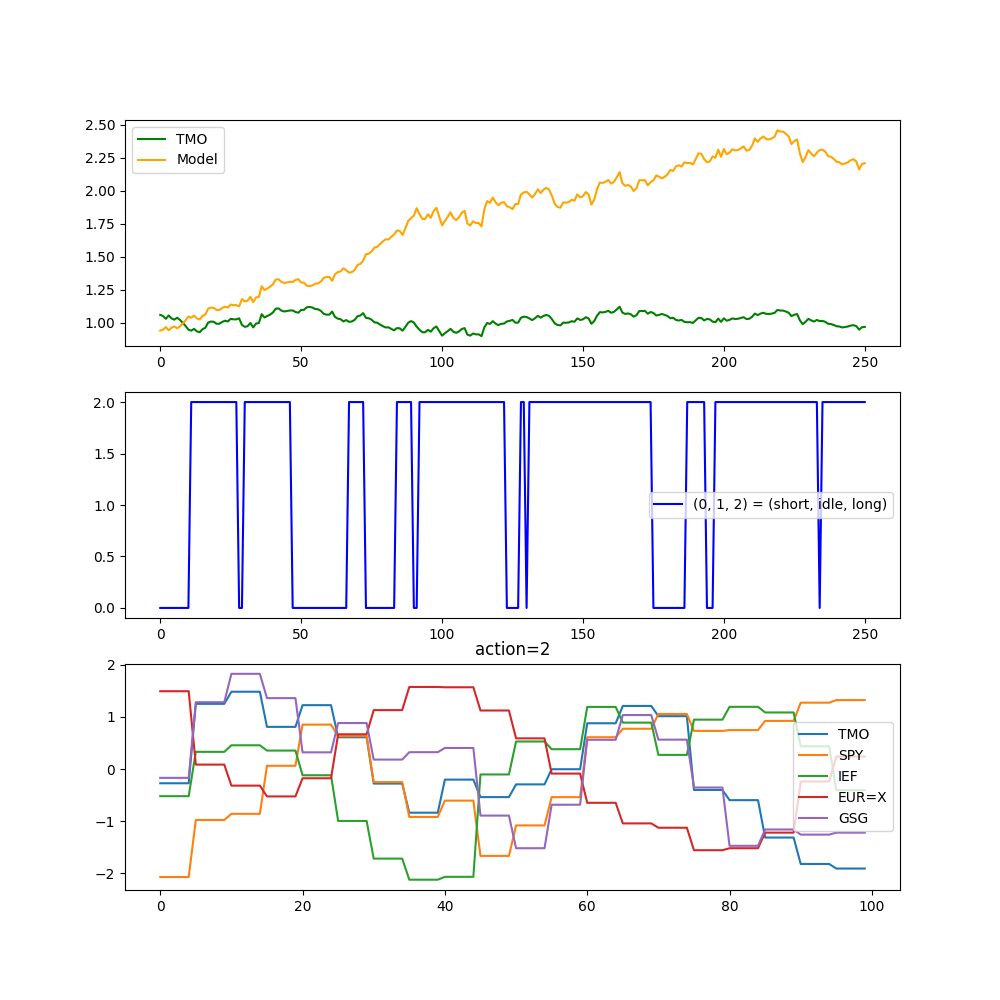 2.50
2.25
2.00
1.75
1.50
1.25
1.00
TMO
Model
0 50 100 150 200 250
2.0
1.5
1.0
0.5
0.0
(0, 1, 2) = (short, idle, long)
0 50 100 150 200 250
action=2
2
1
0
−1
−2
TMO
SPY
IEF
EUR=X
GSG
0 20 40 60 80 100